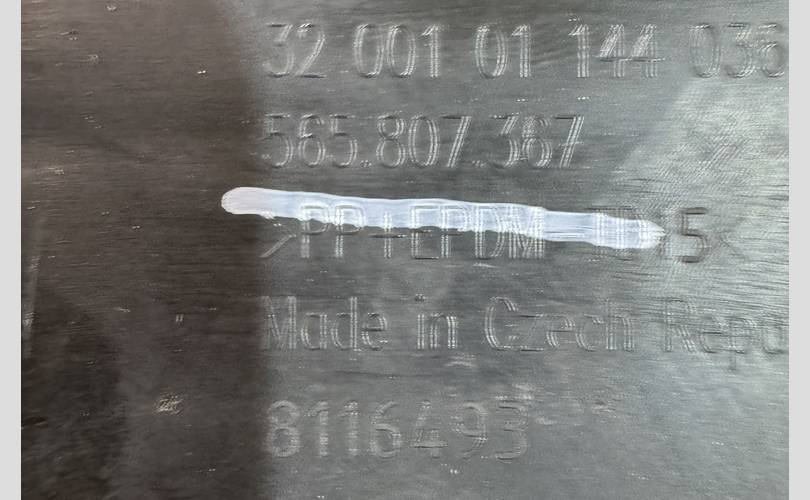 32 001 01 144 036
565.807.367
>PP+EPDM TD15<
Made in Czech Repu
8116493